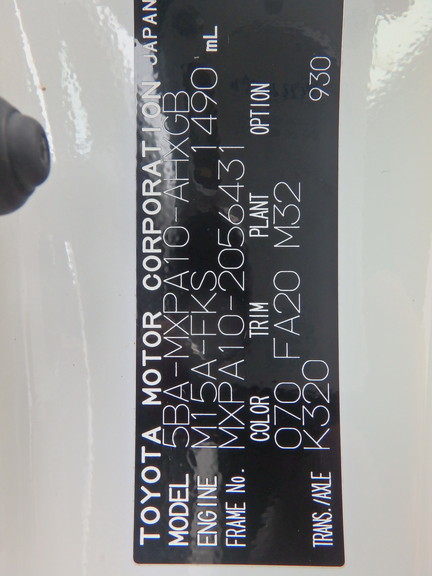 TOYOTA MOTOR CORPORATION JAPAN
MODEL 5BA-MXPA10-AHXGB
ENGINE M15A-FKS 1490 mL
FRAME No. MXPA10-2056431
COLOR TRIM PLANT OPTION
070 FA20 M32 930
TRANS./AXLE K320